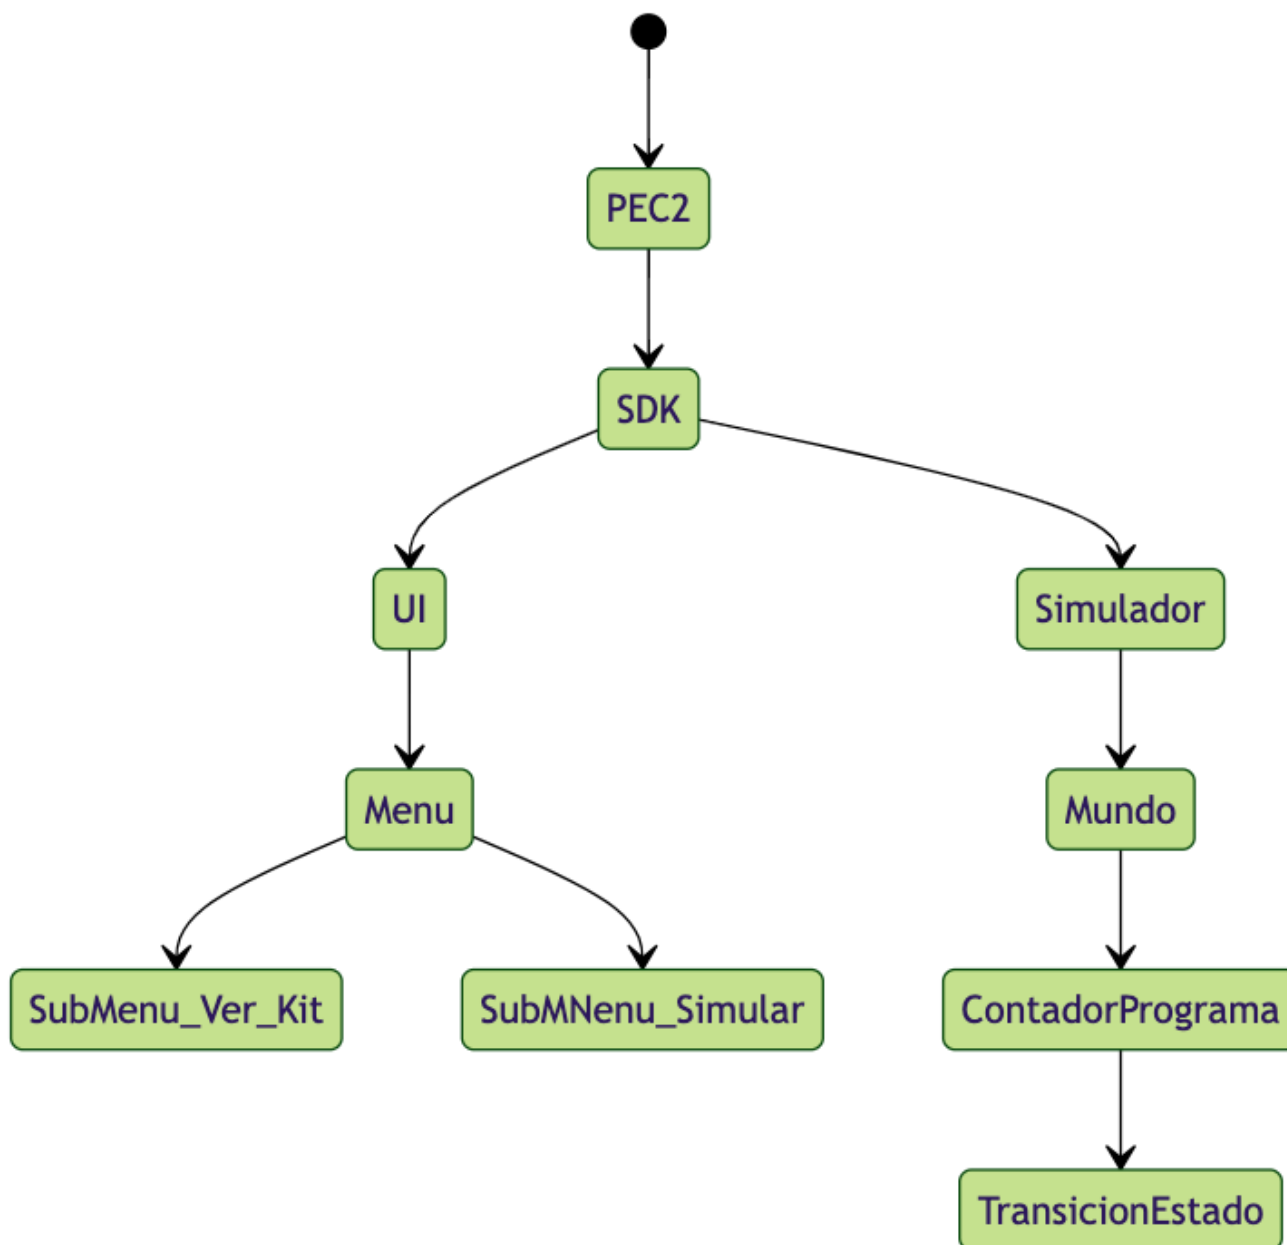 PEC2
SDK
UI
Simulador
Menu
Mundo
SubMenu_Ver_Kit
SubMNenu_Simular
ContadorPrograma
TransicionEstado